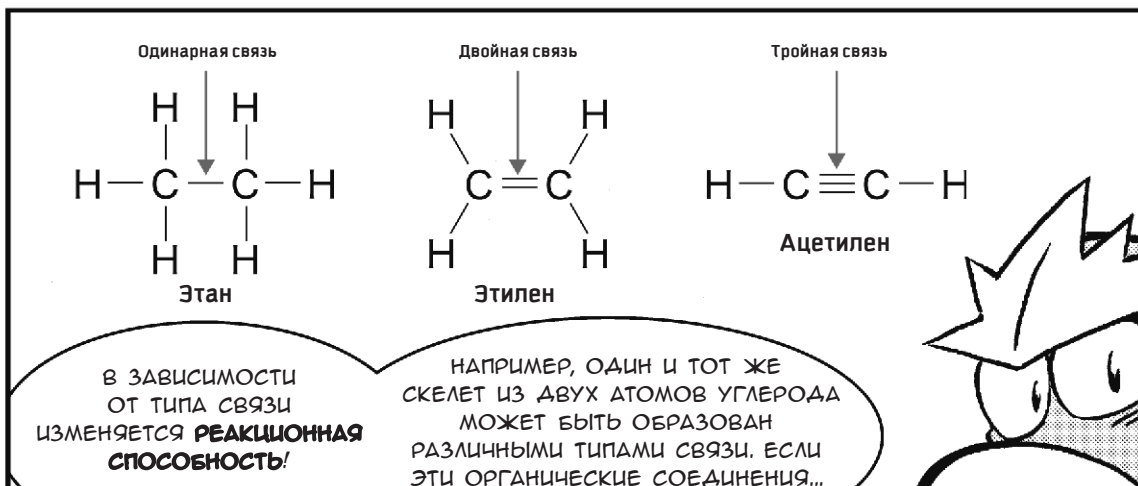 Одинарная связь
Двойная связь
Тройная связь
H H
H—C—C—H
H H
Этан
H H
C=C
H H
Этилен
H—C≡C—H
Ацетилен
В ЗАВИСИМОСТИ
ОТ ТИПА СВЯЗИ
ИЗМЕНЯЕТСЯ РЕАКЦИОННАЯ
СПОСОБНОСТЬ!
НАПРИМЕР, ОДИН И ТОТ ЖЕ
СКЕЛЕТ ИЗ ДВУХ АТОМОВ УГЛЕРОДА
МОЖЕТ БЫТЬ ОБРАЗОВАН
РАЗЛИЧНЫМИ ТИПАМИ СВЯЗИ. ЕСЛИ
ЭТИ ОРГАНИЧЕСКИЕ СОЕДИНЕНИЯ...